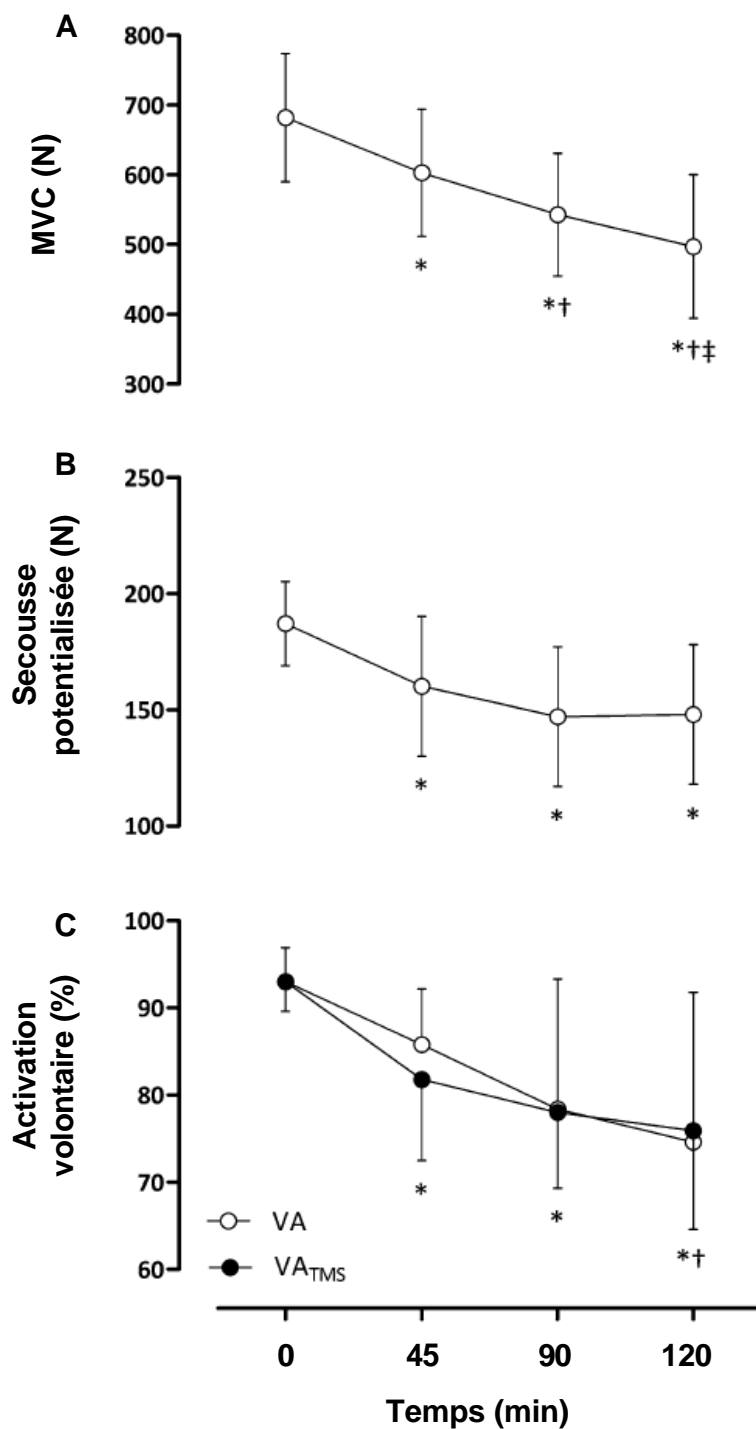 A
MVC (N)
800
700
600
500
400
300
*
*†
*†‡
B
Secousse
potentialisée (N)
250
200
150
100
*
*
*
C
Activation
volontaire (%)
100
90
80
70
60
*
*
*†
VA
VATMS
0 45 90 120
Temps (min)